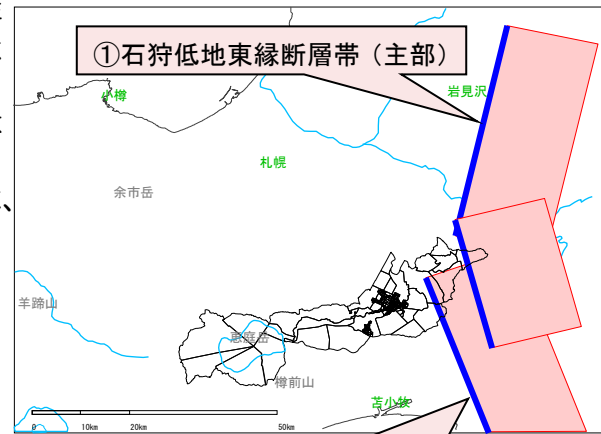 ①石狩低地東縁断層帯（主部）
岩見沢
小樽
札幌
余市岳
羊蹄山
恵庭岳
樽前山
苫小牧
0 10km 20km 50km